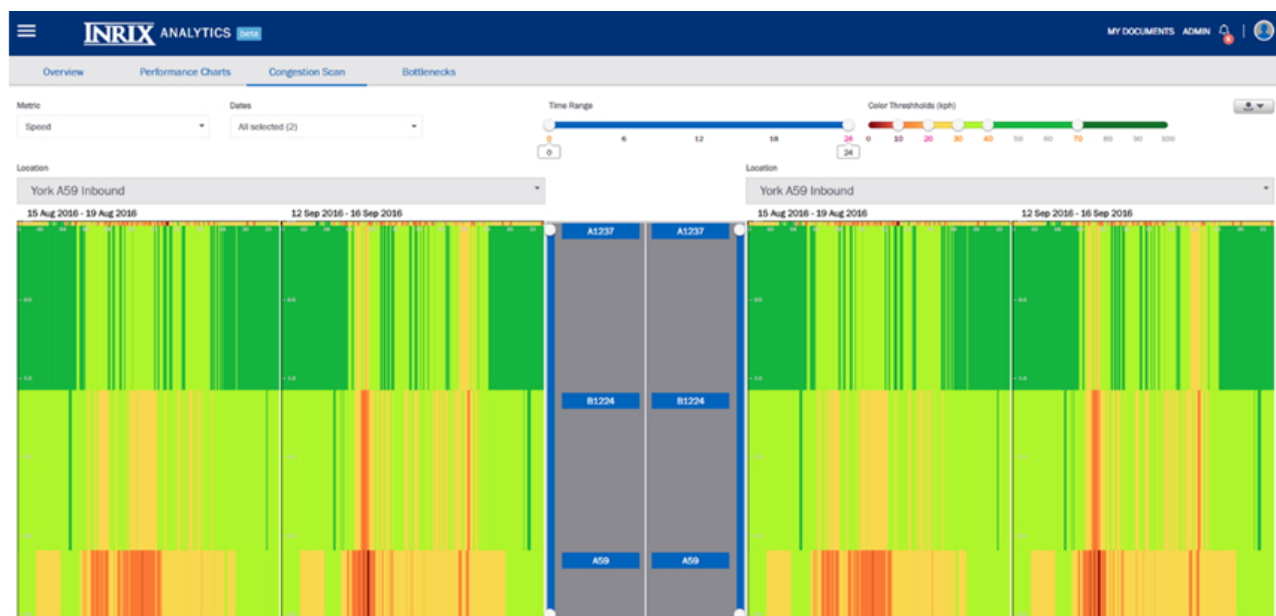 INRIX ANALYTICS beta
MY DOCUMENTS ADMIN
Overview Performance Charts Congestion Scan Bottlenecks
Metric Dates Time Range Color Threshholds (kph)
Speed All selected (2)
0 6 12 18 24 0 10 20 30 40 50 60 70 80 90 100
0 24
Location Location
York A59 Inbound York A59 Inbound
15 Aug 2016 - 19 Aug 2016 12 Sep 2016 - 16 Sep 2016 15 Aug 2016 - 19 Aug 2016 12 Sep 2016 - 16 Sep 2016
A1237 A1237
B1224 B1224
A59 A59